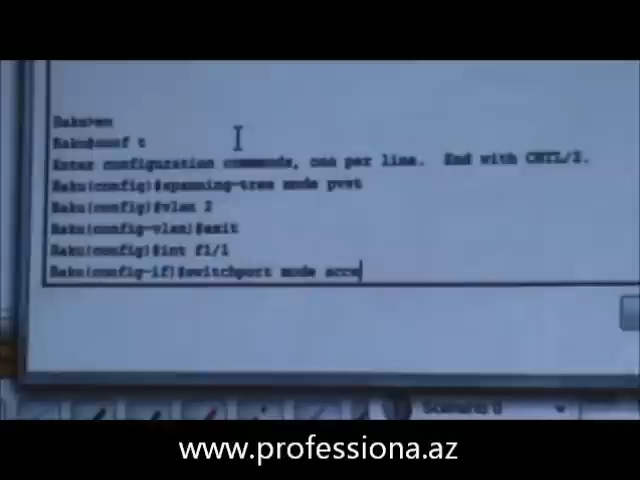 Baku>en
Baku#conf t
Enter configuration commands, one per line. End with CNTL/Z.
Baku(config)#spanning-tree mode pvst
Baku(config)#vlan 2
Baku(config-vlan)#exit
Baku(config)#int f1/1
Baku(config-if)#switchport mode acce
Scenario 0
www.professiona.az